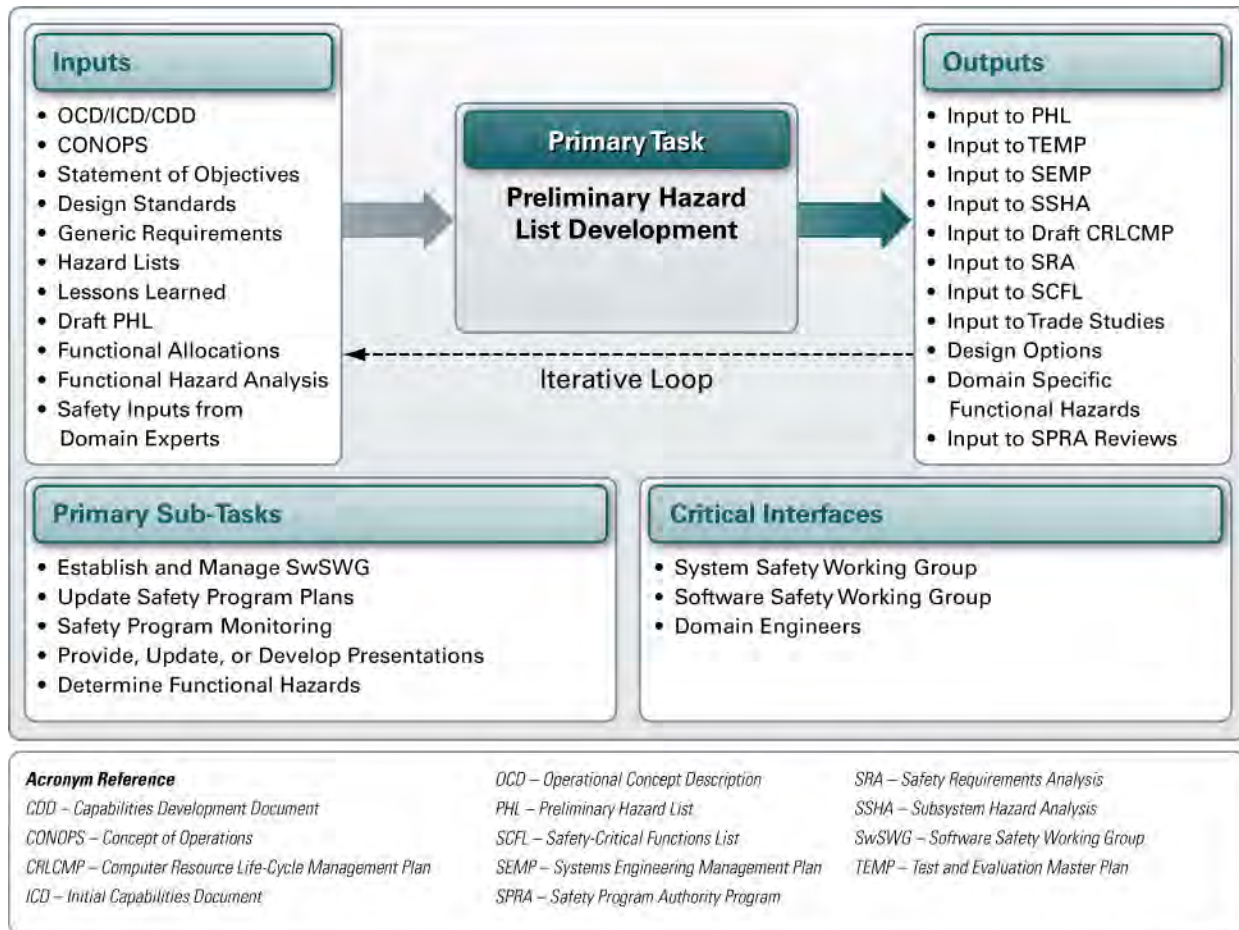 Inputs
• OCD/ICD/CDD
• CONOPS
• Statement of Objectives
• Design Standards
• Generic Requirements
• Hazard Lists
• Lessons Learned
• Draft PHL
• Functional Allocations
• Functional Hazard Analysis
• Safety Inputs from
Domain Experts
Primary Task
Preliminary Hazard
List Development
Iterative Loop
Outputs
• Input to PHL
• Input to TEMP
• Input to SEMP
• Input to SSHA
• Input to Draft CRLCMP
• Input to SRA
• Input to SCFL
• Input to Trade Studies
• Design Options
• Domain Specific
Functional Hazards
• Input to SPRA Reviews
Primary Sub-Tasks
• Establish and Manage SwSWG
• Update Safety Program Plans
• Safety Program Monitoring
• Provide, Update, or Develop Presentations
• Determine Functional Hazards
Critical Interfaces
• System Safety Working Group
• Software Safety Working Group
• Domain Engineers
Acronym Reference
CDD – Capabilities Development Document
CONOPS – Concept of Operations
CRLCMP – Computer Resource Life-Cycle Management Plan
ICD – Initial Capabilities Document
OCD – Operational Concept Description
PHL – Preliminary Hazard List
SCFL – Safety-Critical Functions List
SEMP – Systems Engineering Management Plan
SPRA – Safety Program Authority Program
SRA – Safety Requirements Analysis
SSHA – Subsystem Hazard Analysis
SwSWG – Software Safety Working Group
TEMP – Test and Evaluation Master Plan